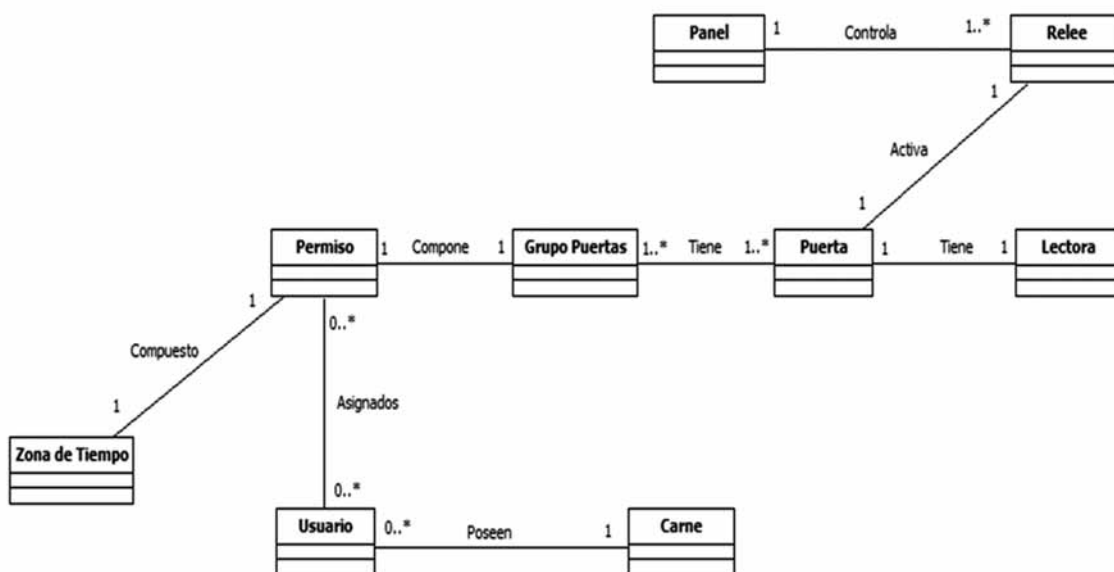 Panel
1
Controla
1..*
Relee
1
Activa
1
Permiso
1
Compone
1
Grupo Puertas
1..*
Tiene
1..*
Puerta
1
Tiene
1
Lectora
1
0..*
Compuesto
1
Asignados
Zona de Tiempo
0..*
Usuario
0..*
Poseen
1
Carne